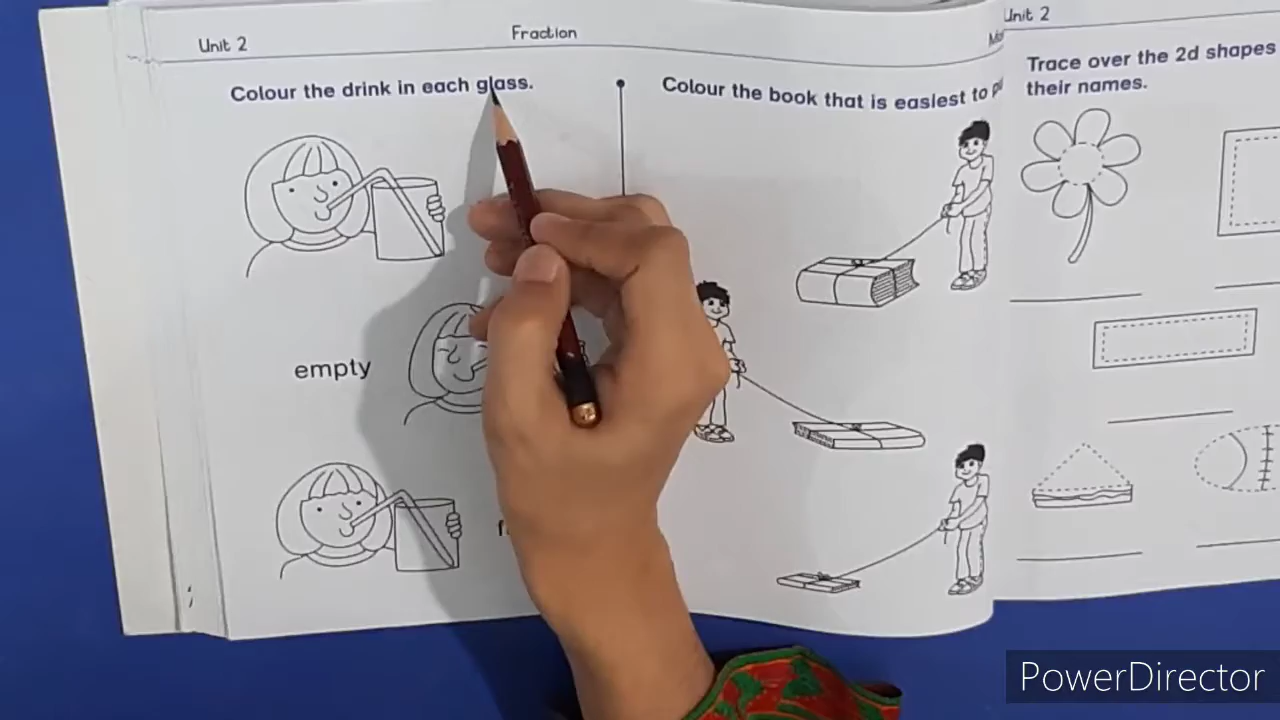 Unit 2
Fraction
Colour the drink in each glass.
empty
Colour the book that is easiest to
Unit 2
Trace over the 2d shapes
their names.
PowerDirector